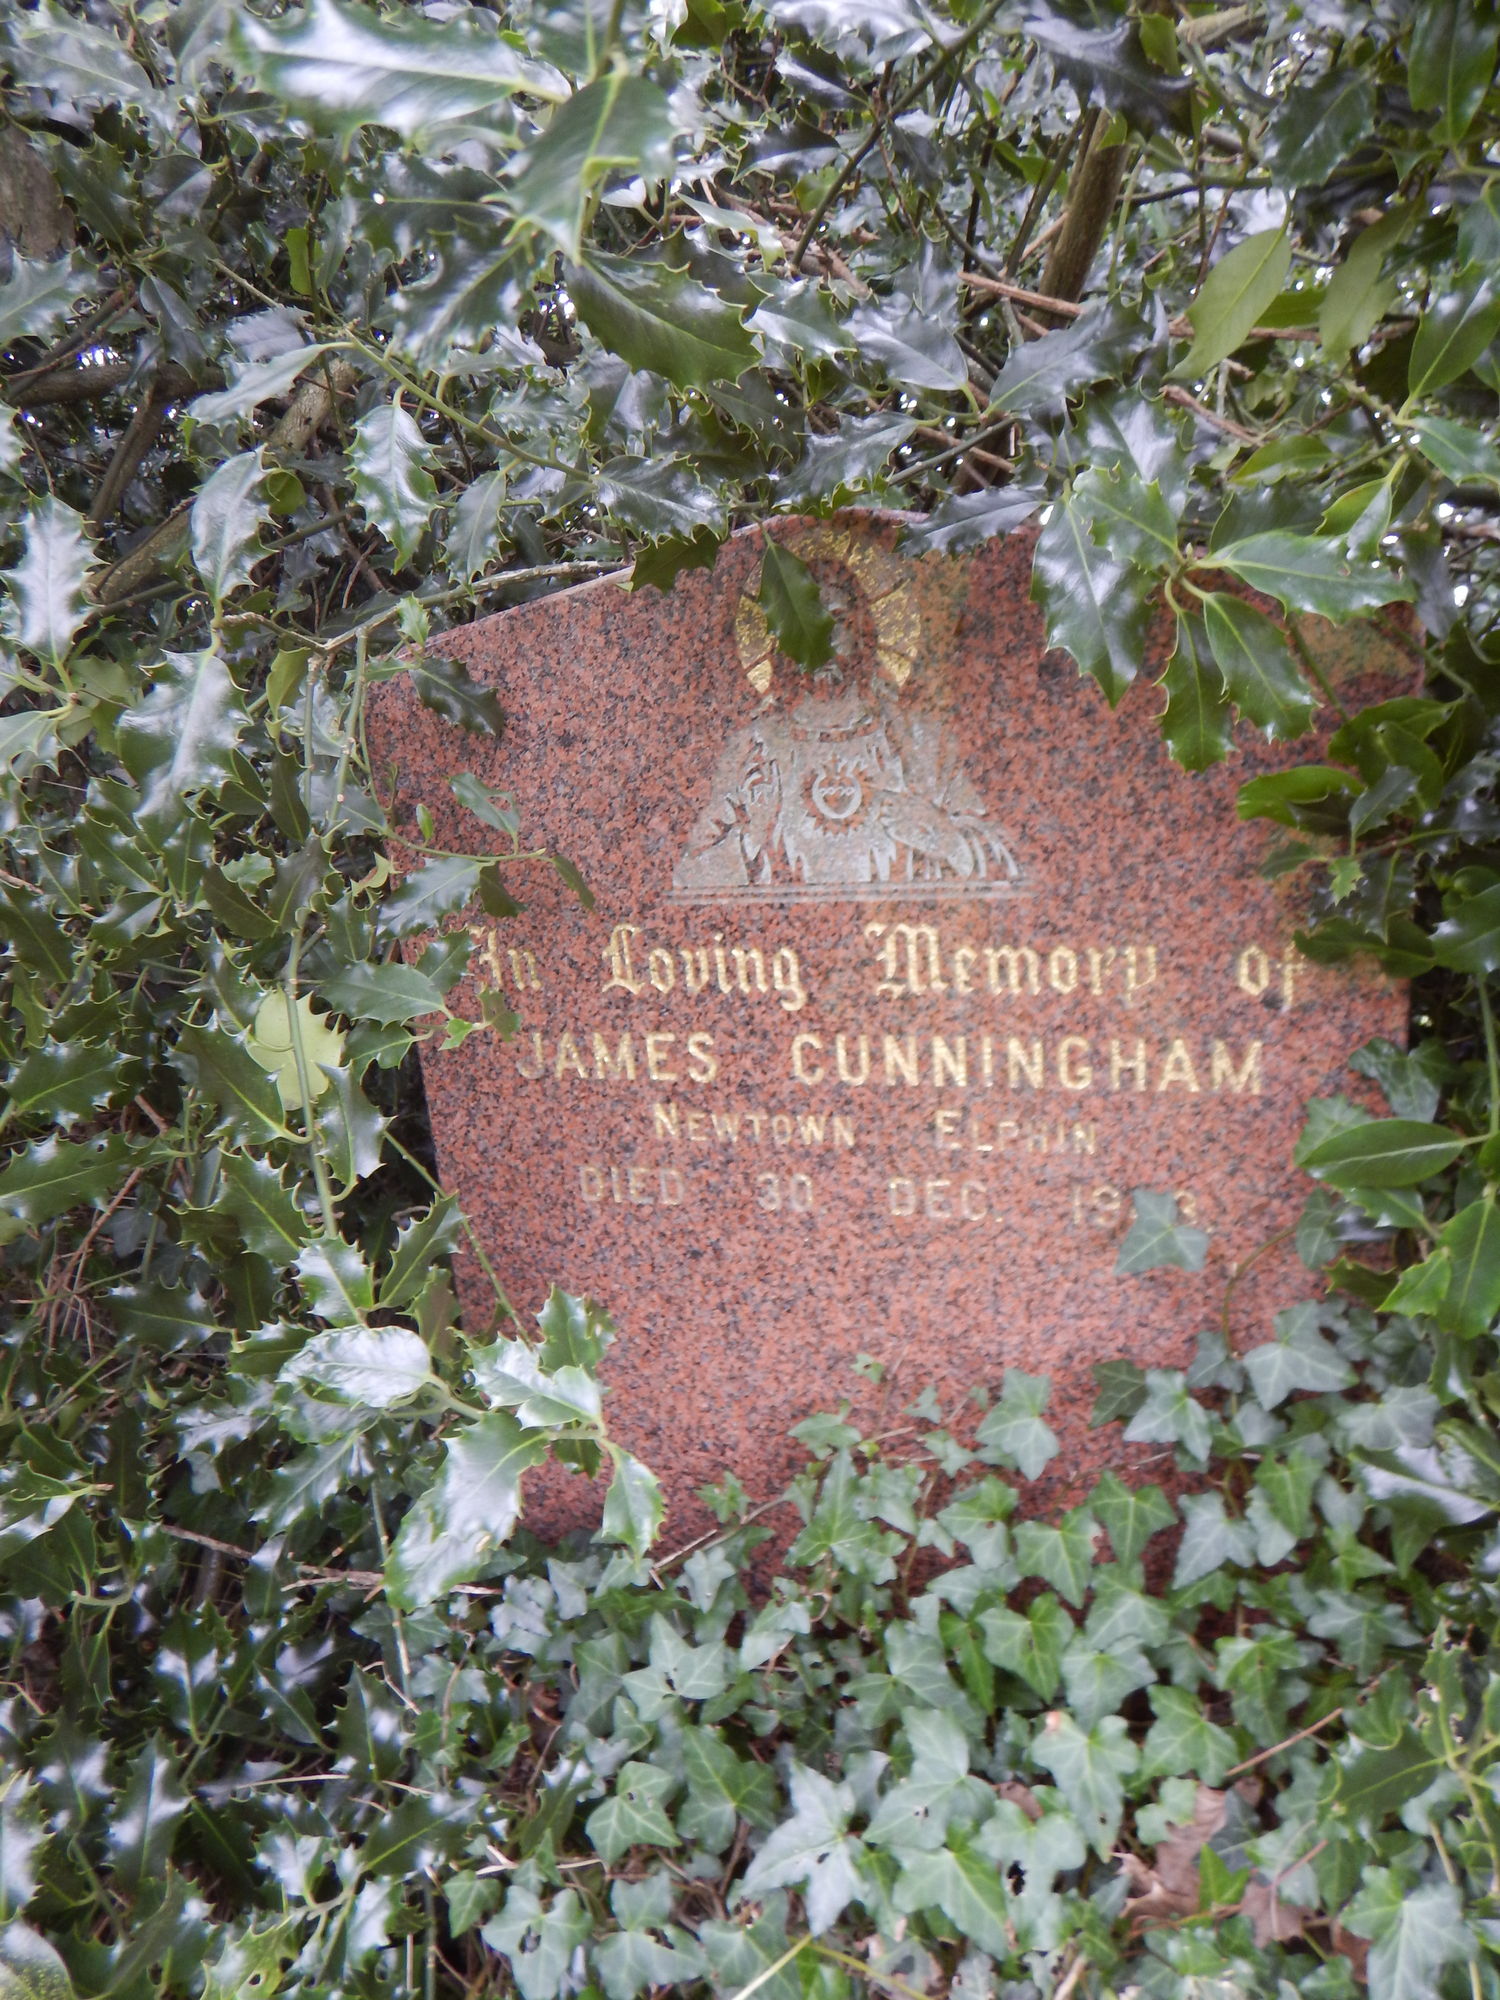 In Loving Memory of
JAMES CUNNINGHAM
NEWTOWN ELPHIN
DIED 30 DEC.